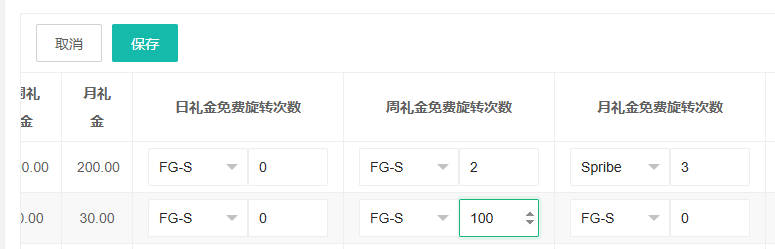 取消 保存
周礼金 月礼金 日礼金免费旋转次数 周礼金免费旋转次数 月礼金免费旋转次数
0.00 200.00 FG-S 0 FG-S 2 Spribe 3
0.00 30.00 FG-S 0 FG-S 100 FG-S 0